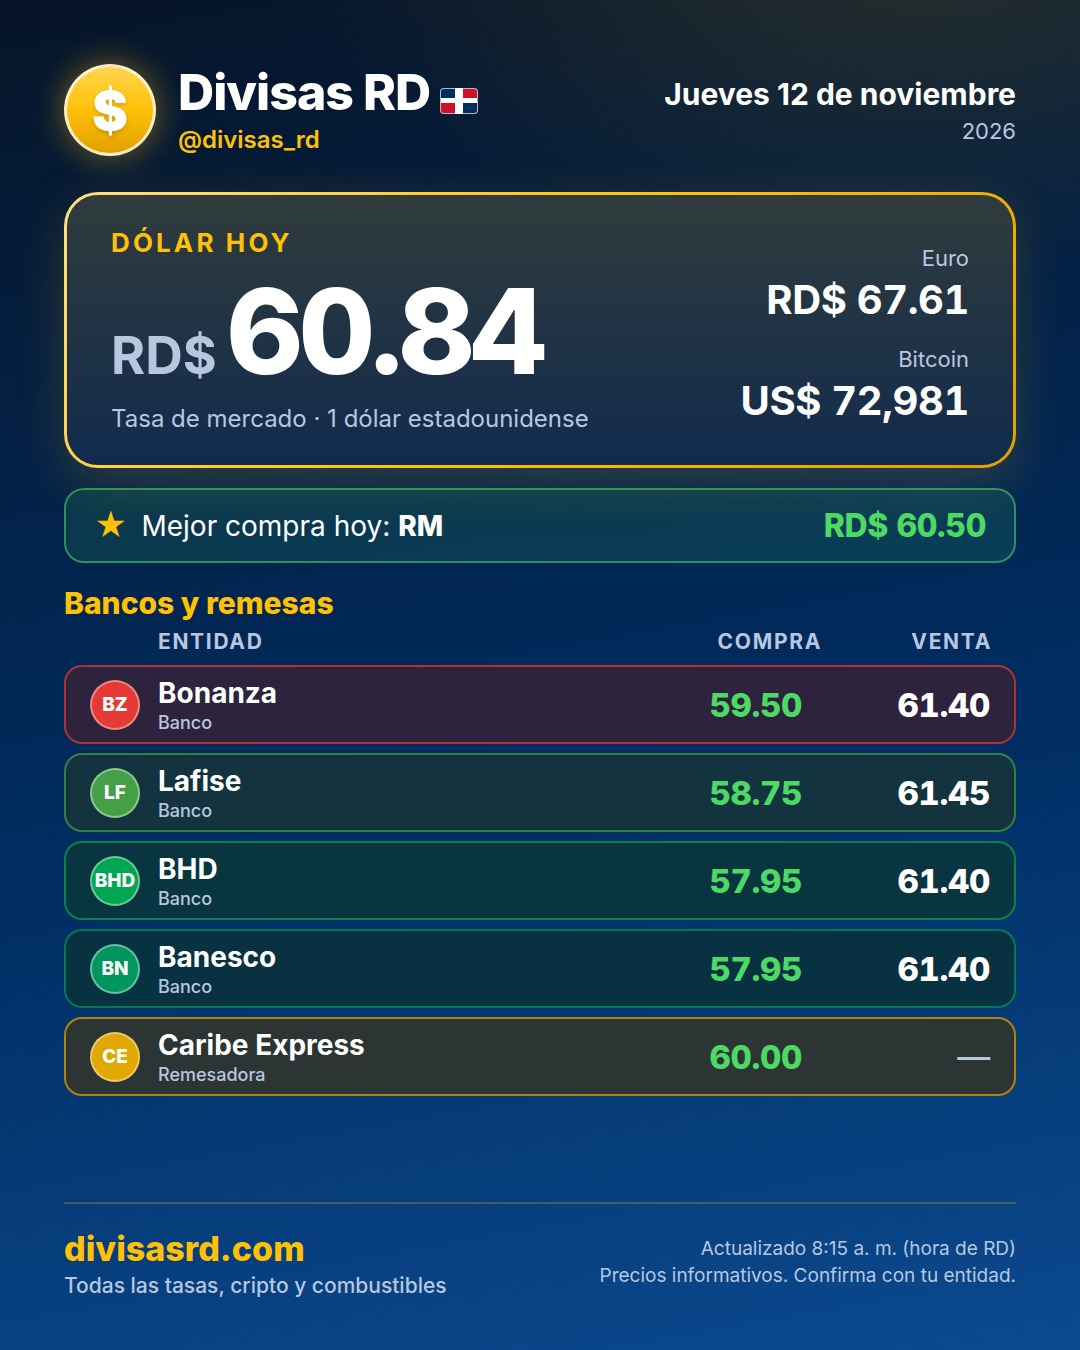 $
Divisas RD
@divisas_rd
Jueves 12 de noviembre
2026
DÓLAR HOY
RD$ 60.84
Tasa de mercado · 1 dólar estadounidense
Euro
RD$ 67.61
Bitcoin
US$ 72,981
★ Mejor compra hoy: RM RD$ 60.50
Bancos y remesas
ENTIDAD COMPRA VENTA
BZ Bonanza 59.50 61.40
Banco
LF Lafise 58.75 61.45
Banco
BHD BHD 57.95 61.40
Banco
BN Banesco 57.95 61.40
Banco
CE Caribe Express 60.00 —
Remesadora
divisasrd.com
Todas las tasas, cripto y combustibles
Actualizado 8:15 a. m. (hora de RD)
Precios informativos. Confirma con tu entidad.